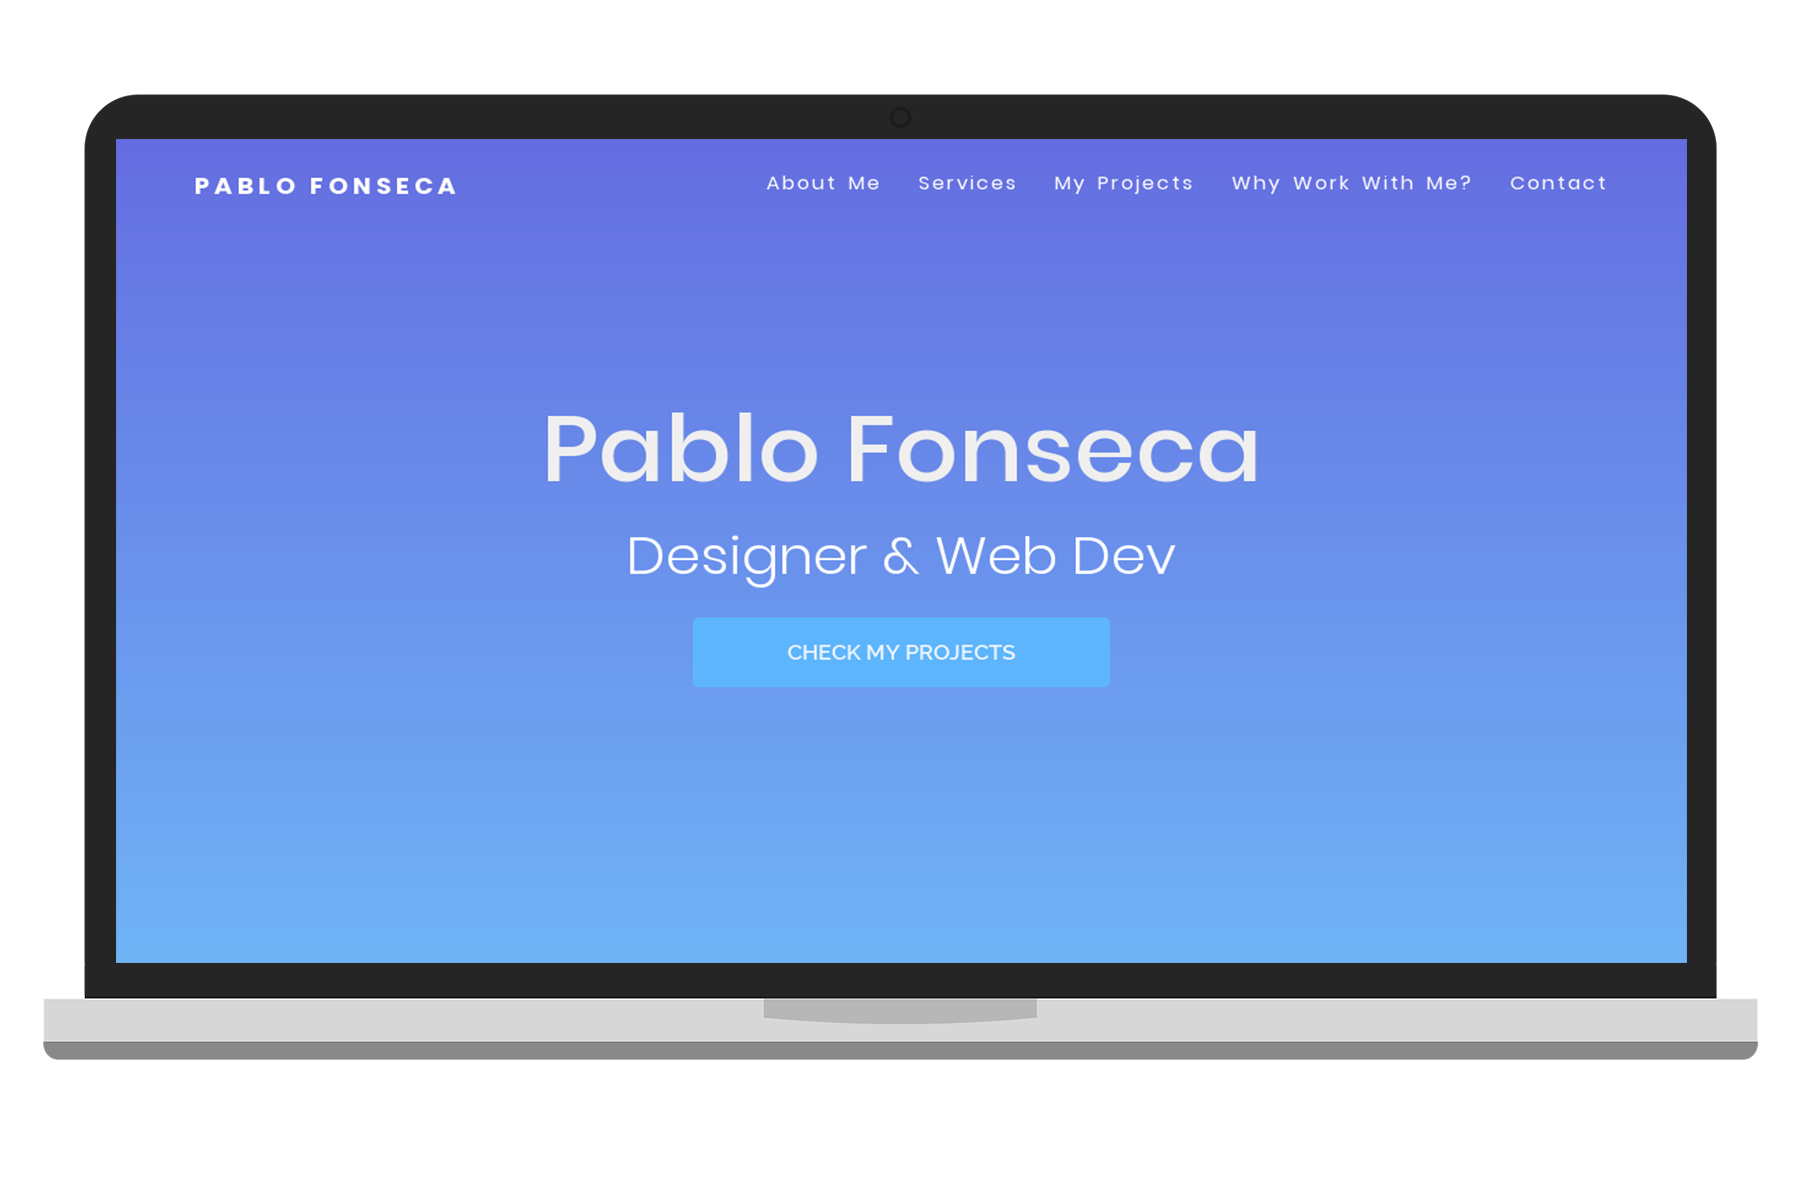 PABLO FONSECA
About Me Services My Projects Why Work With Me? Contact
Pablo Fonseca
Designer & Web Dev
CHECK MY PROJECTS